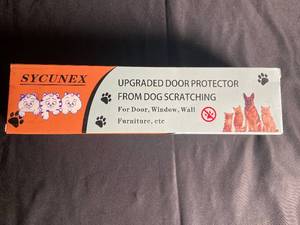 SYCUNEX
UPGRADED DOOR PROTECTOR
FROM DOG SCRATCHING
For Door, Window, Wall
Furniture, etc